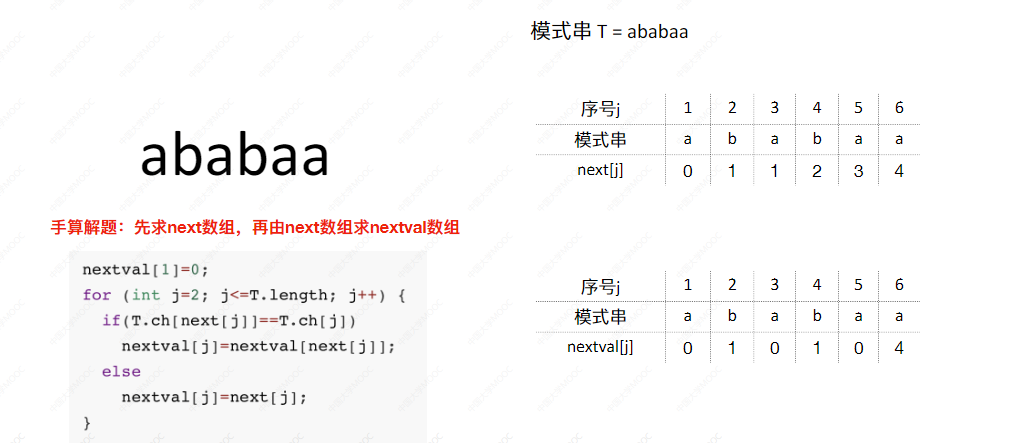 模式串 T = ababaa
序号j 1 2 3 4 5 6
模式串 a b a b a a
next[j] 0 1 1 2 3 4
ababaa
手算解题：先求next数组，再由next数组求nextval数组
nextval[1]=0;
for (int j=2; j<=T.length; j++) {
if(T.ch[next[j]]==T.ch[j])
nextval[j]=nextval[next[j]];
else
nextval[j]=next[j];
}
序号j 1 2 3 4 5 6
模式串 a b a b a a
nextval[j] 0 1 0 1 0 4